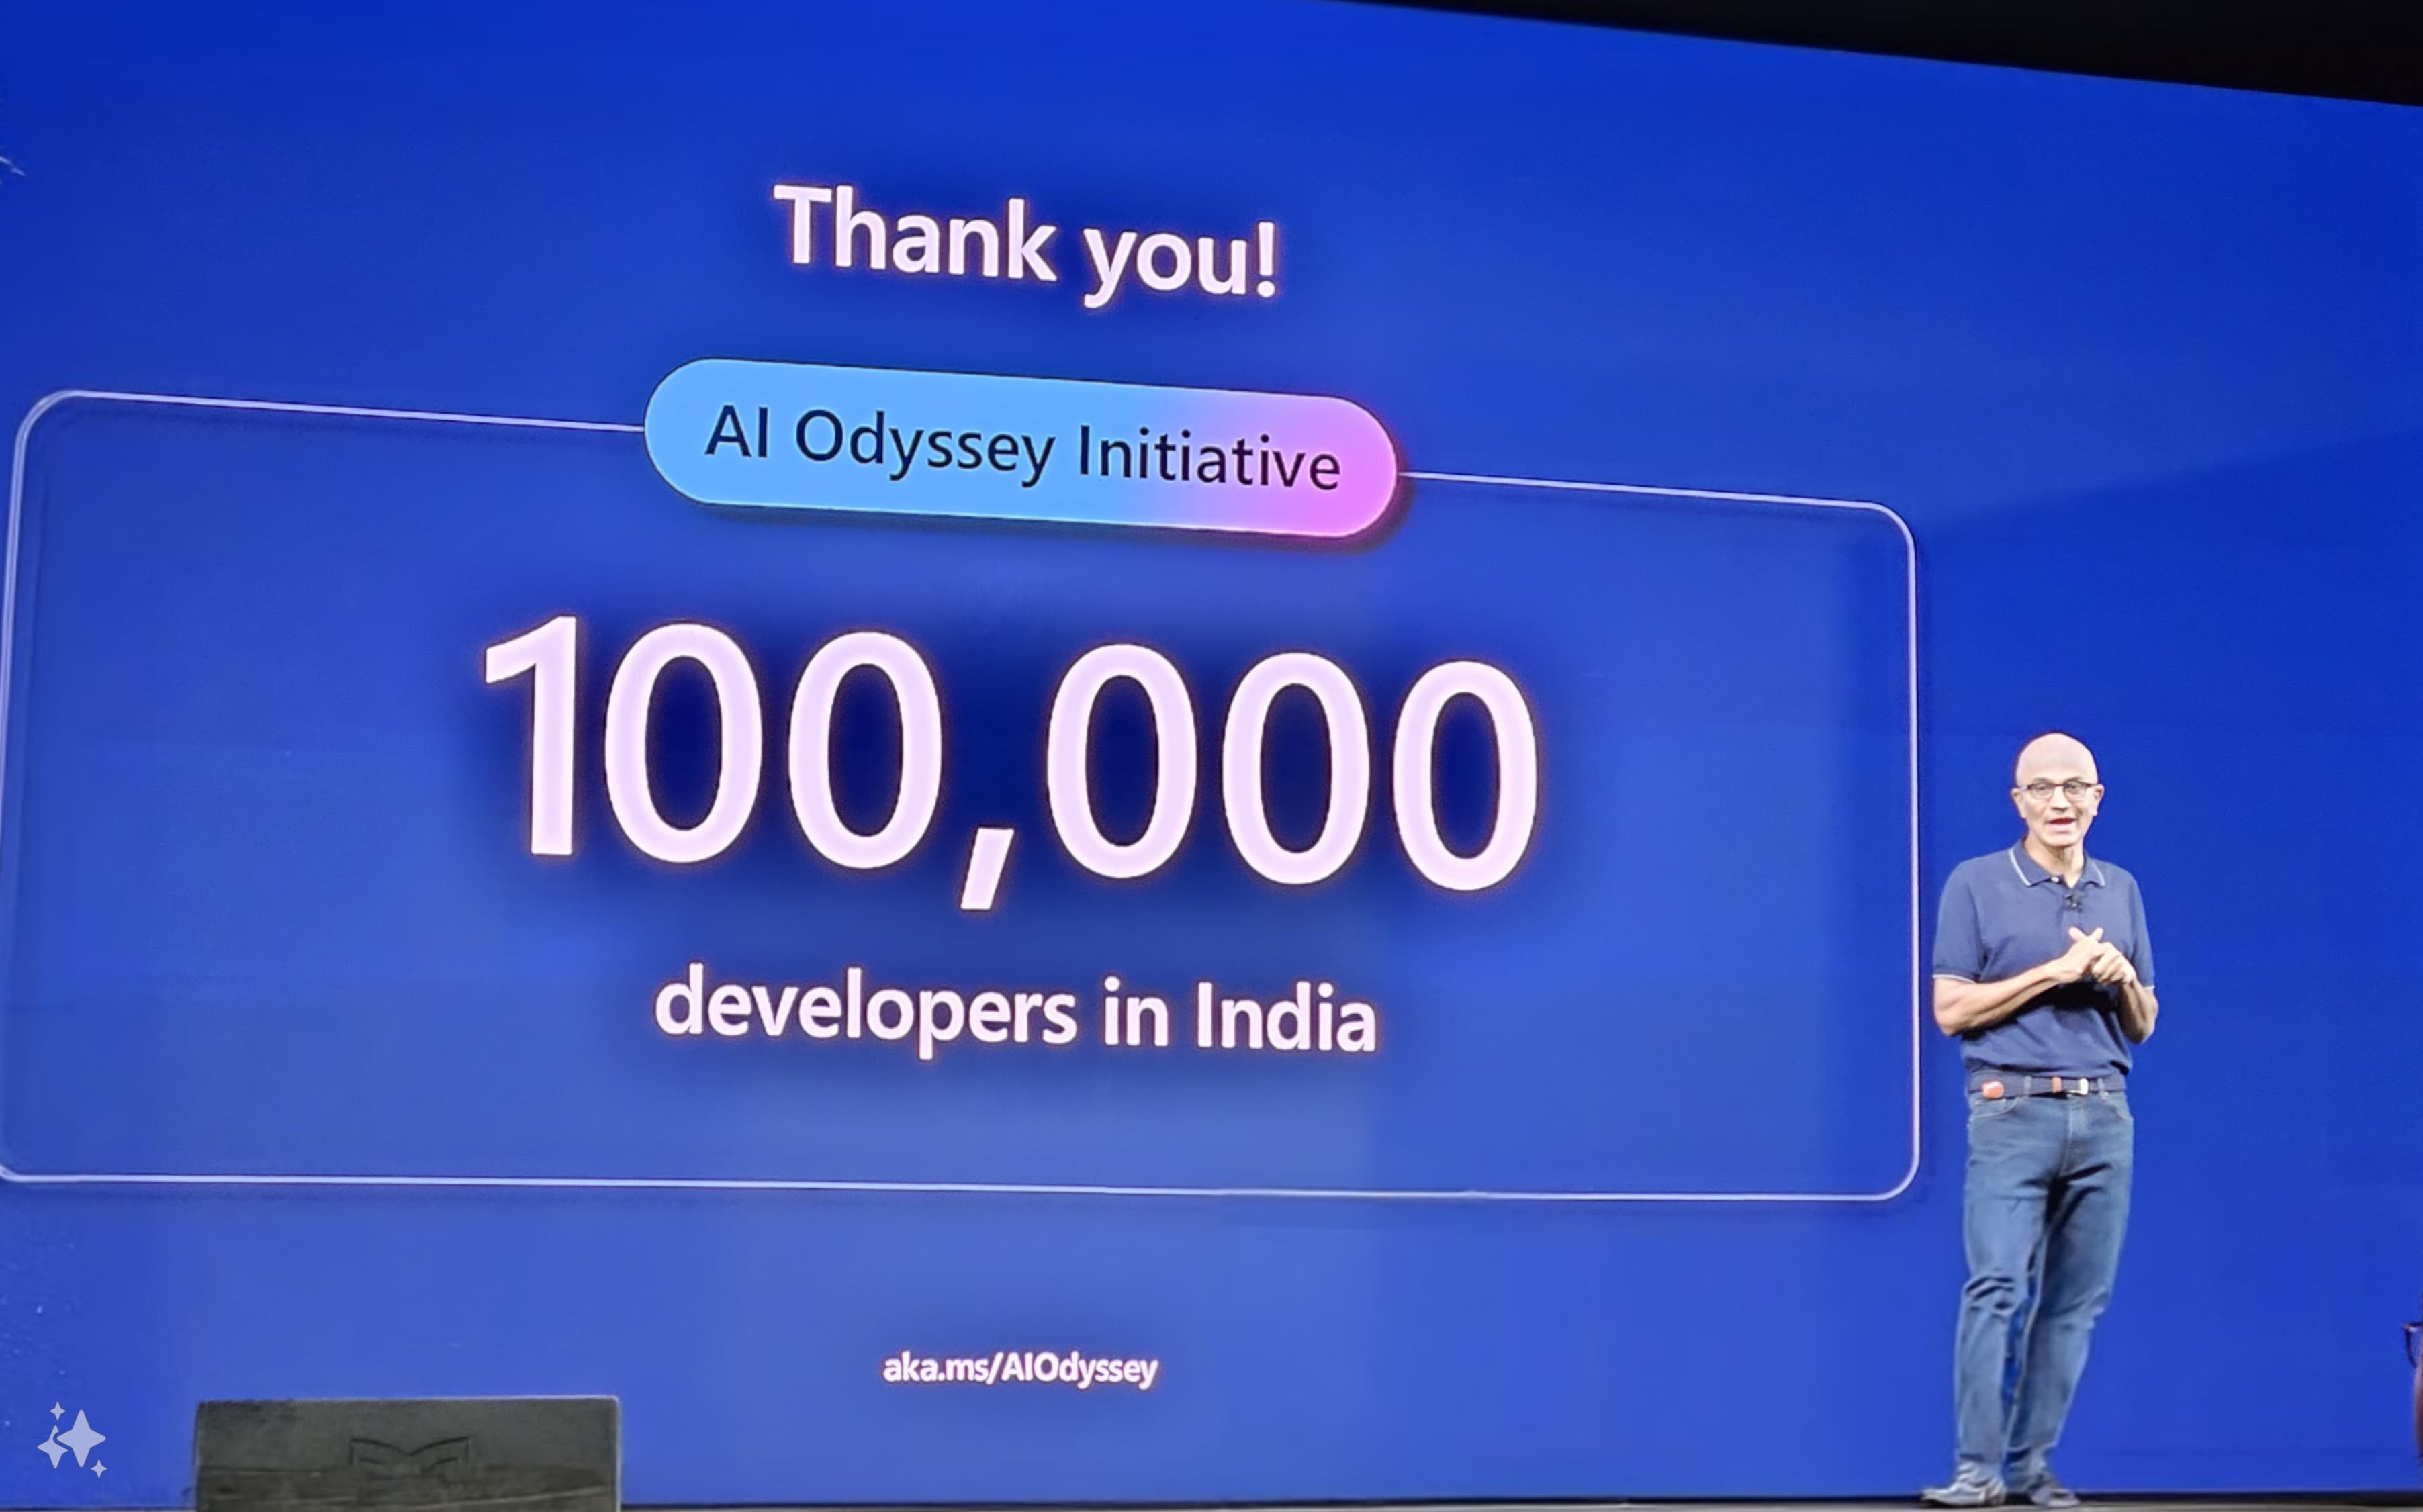 Thank you!
AI Odyssey Initiative
100,000
developers in India
aka.ms/AIOdyssey